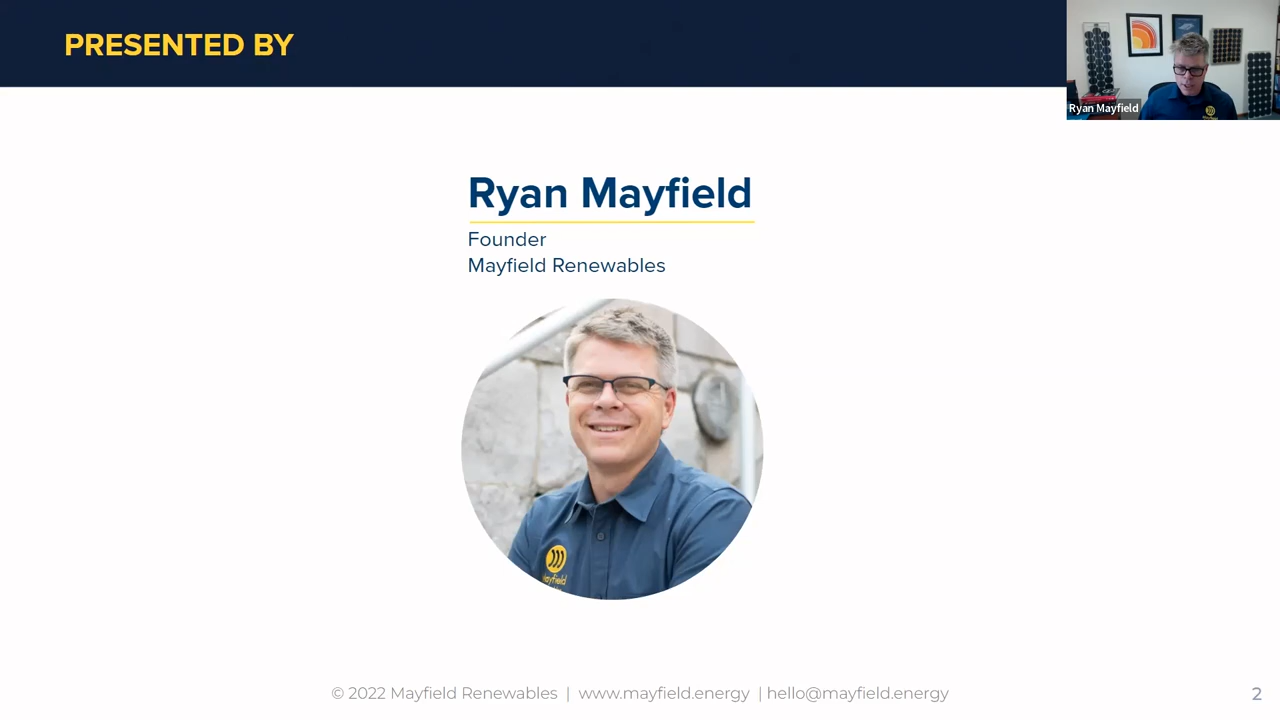 PRESENTED BY
Ryan Mayfield
Ryan Mayfield
Founder
Mayfield Renewables
Mayfield
© 2022 Mayfield Renewables | www.mayfield.energy | hello@mayfield.energy
2